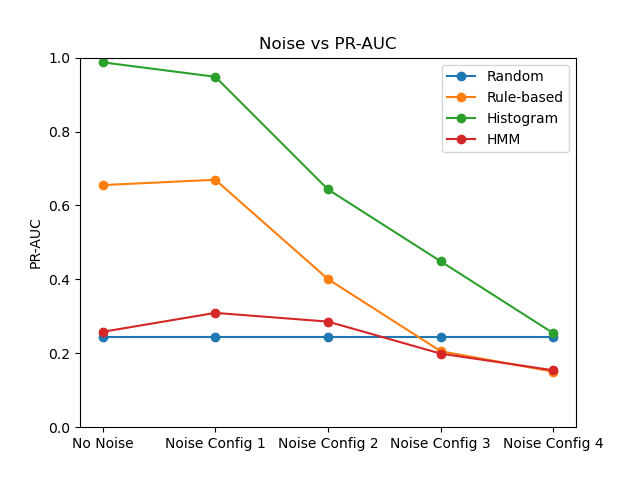 Noise vs PR-AUC
PR-AUC
1.0
0.8
0.6
0.4
0.2
0.0
Random
Rule-based
Histogram
HMM
No Noise
Noise Config 1
Noise Config 2
Noise Config 3
Noise Config 4